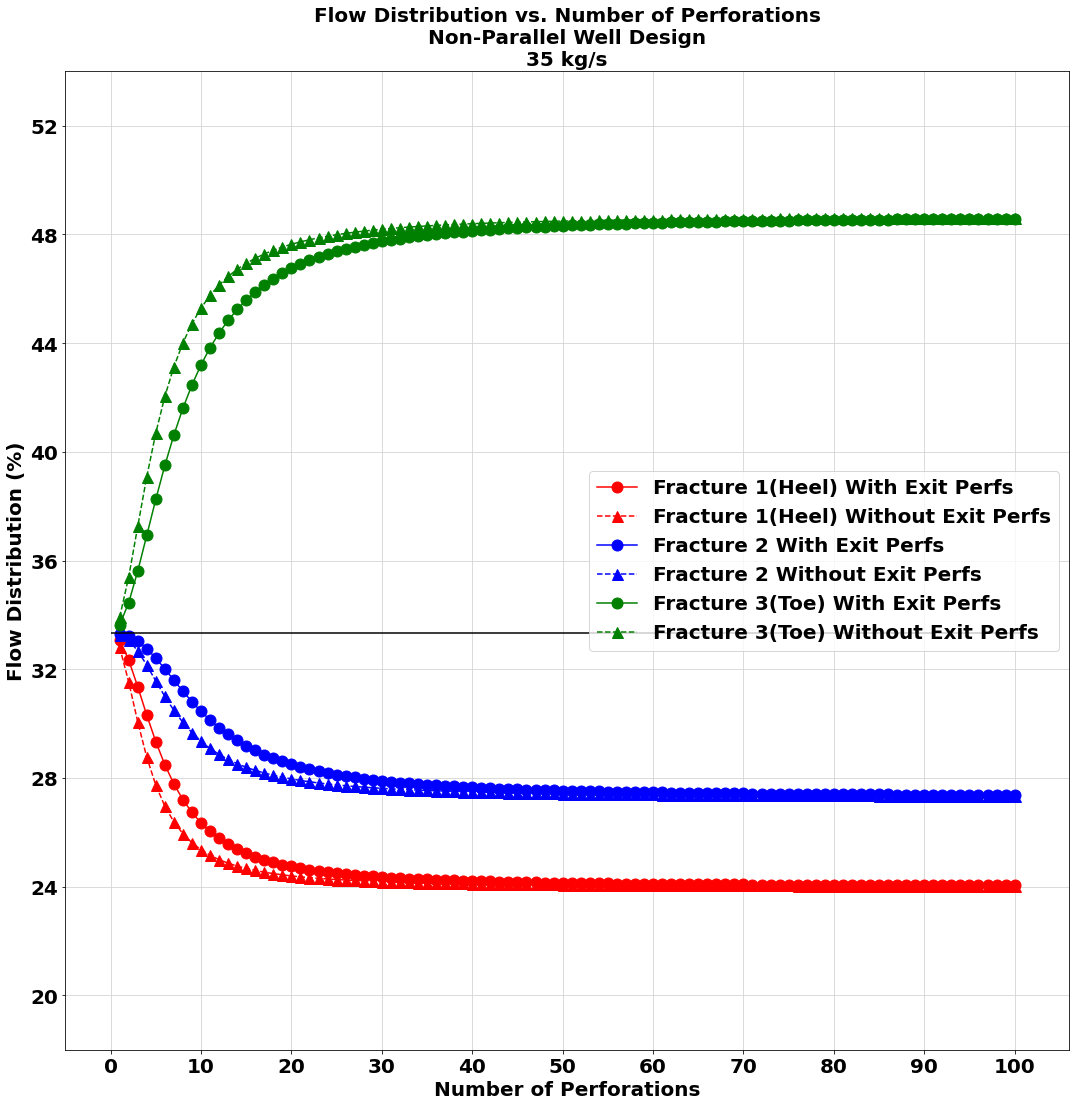 Flow Distribution vs. Number of Perforations
Non-Parallel Well Design
35 kg/s
Flow Distribution (%)
52
48
44
40
36
32
28
24
20
Fracture 1(Heel) With Exit Perfs
Fracture 1(Heel) Without Exit Perfs
Fracture 2 With Exit Perfs
Fracture 2 Without Exit Perfs
Fracture 3(Toe) With Exit Perfs
Fracture 3(Toe) Without Exit Perfs
0 10 20 30 40 50 60 70 80 90 100
Number of Perforations